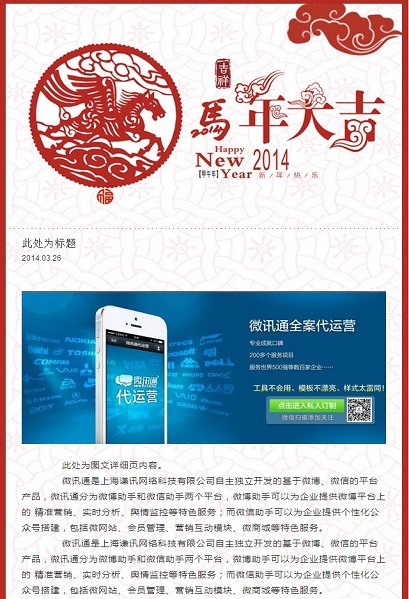 吉祥
馬年大吉
Happy
New 2014
【甲午年】Year 新/年/快/乐
福
此处为标题
2014.03.26
微讯通全案代运营
专业成就口碑
200多个服务项目
服务世界500强等数百家企业……
微讯通
代运营
工具不会用、模板不漂亮、样式太雷同！
点击进入私人订制
微信扫描添加关注
此处为图文详细页内容。
微讯通是上海谦讯网络科技有限公司自主独立开发的基于微博、微信的平台
产品，微讯通分为微博助手和微信助手两个平台，微博助手可以为企业提供微博平台上
的 精准营销、实时分析、舆情监控等特色服务；而微信助手可以为企业提供个性化公
众号搭建，包括微网站、会员管理、营销互动模块、微商城等特色服务。
微讯通是上海谦讯网络科技有限公司自主独立开发的基于微博、微信的平台
产品，微讯通分为微博助手和微信助手两个平台，微博助手可以为企业提供微博平台上
的 精准营销、实时分析、舆情监控等特色服务；而微信助手可以为企业提供个性化公
众号搭建，包括微网站、会员管理、营销互动模块、微商城等特色服务。